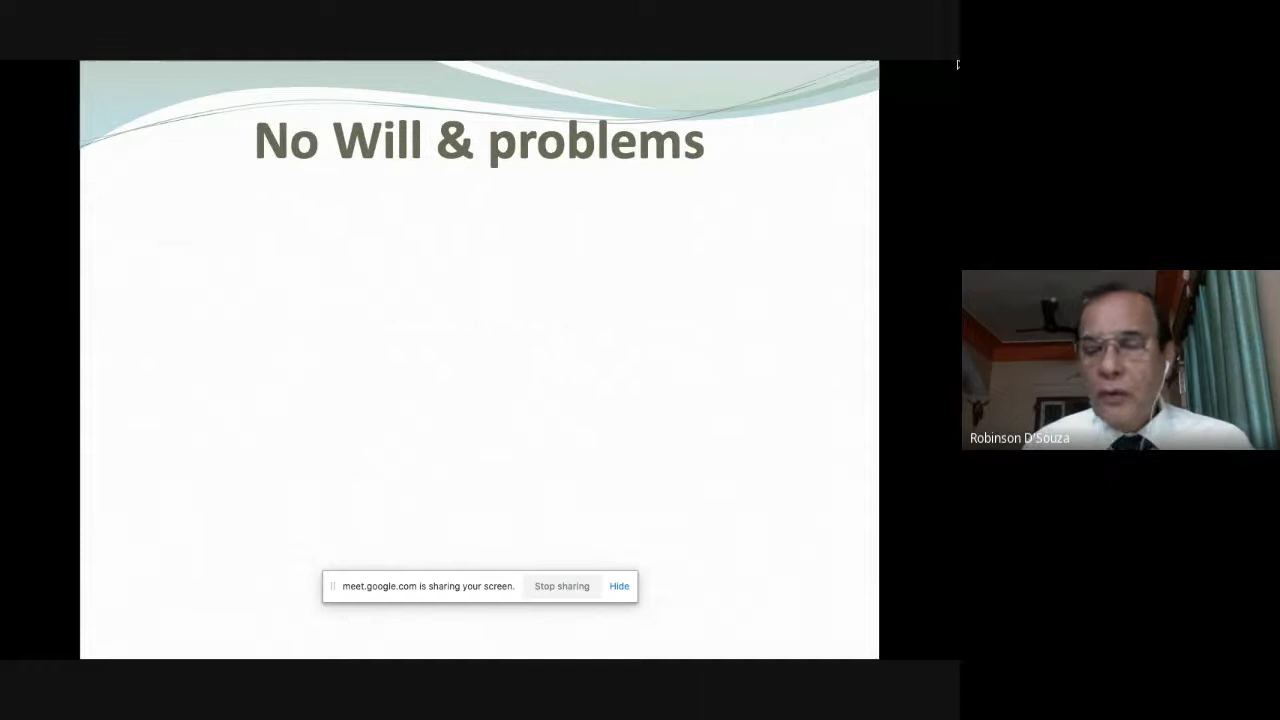 No Will & problems
Robinson D'Souza
meet.google.com is sharing your screen. Stop sharing Hide